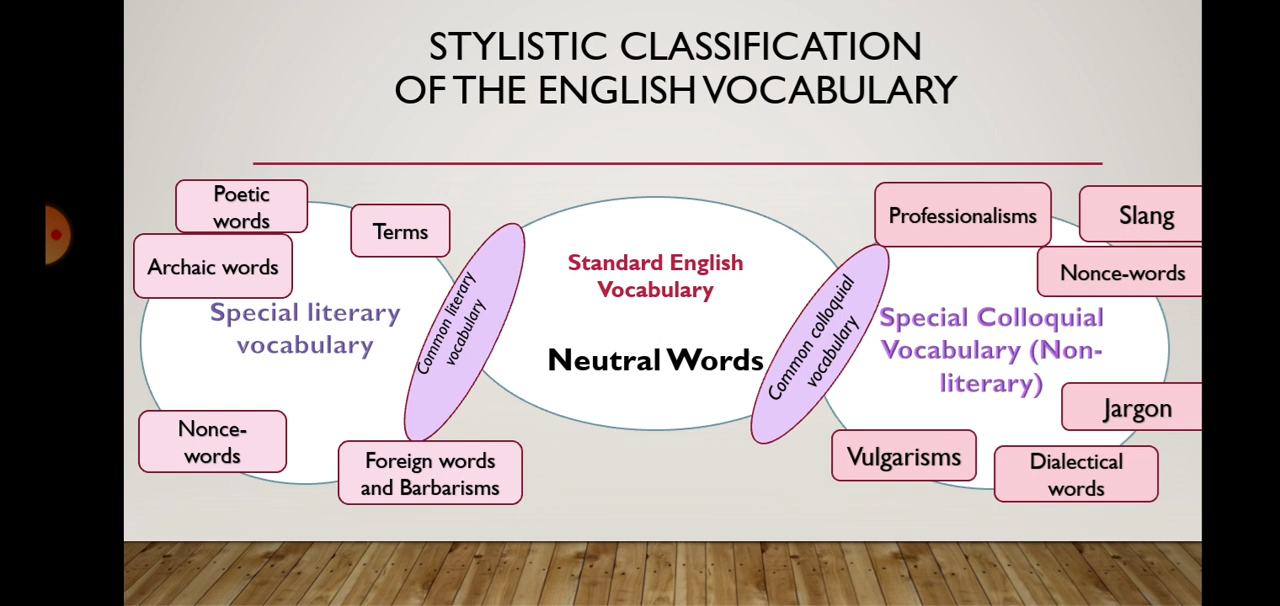 STYLISTIC CLASSIFICATION
OF THE ENGLISH VOCABULARY
Poetic
words
Terms
Archaic words
Special literary
vocabulary
Nonce-
words
Foreign words
and Barbarisms
Common literary
vocabulary
Standard English
Vocabulary
Neutral Words
Common colloquial
vocabulary
Professionalisms
Slang
Nonce-words
Special Colloquial
Vocabulary (Non-
literary)
Jargon
Vulgarisms
Dialectical
words